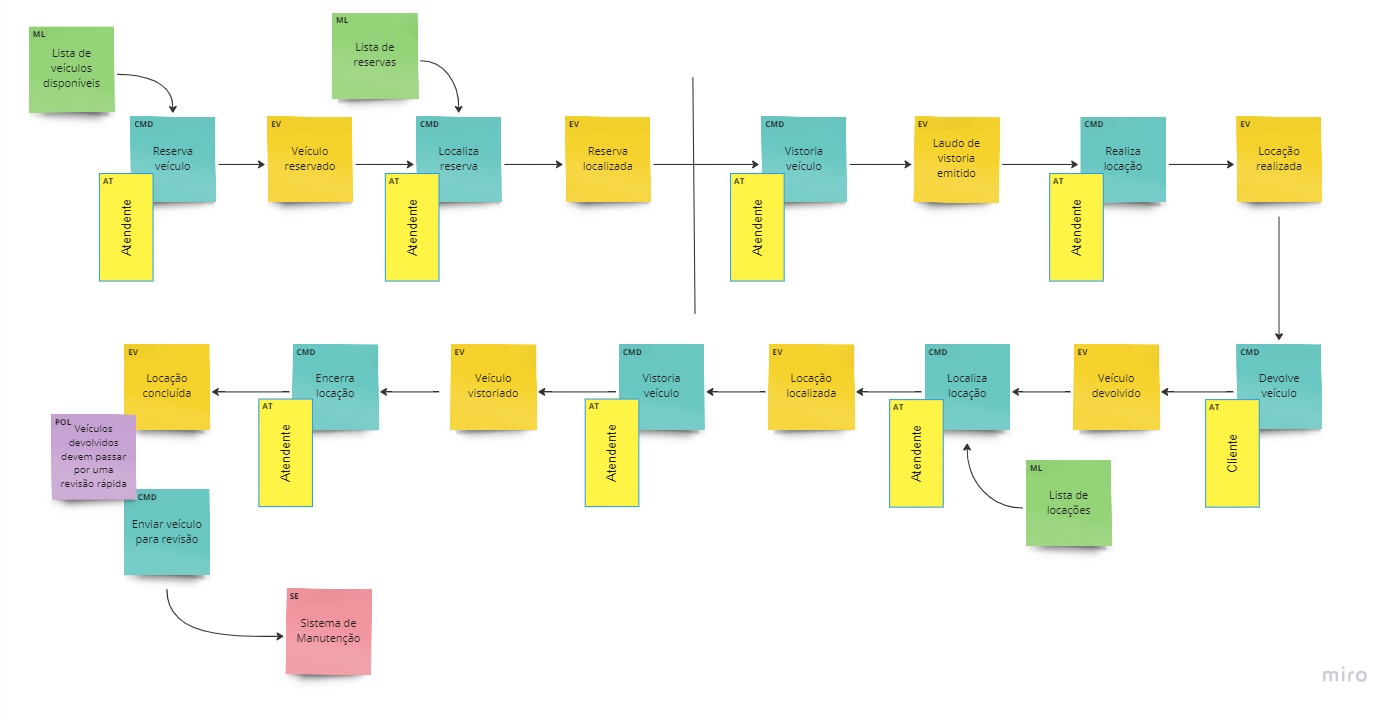 ML
Lista de
veículos
disponíveis
ML
Lista de
reservas
CMD
Reserva
veículo
AT
Atendente
EV
Veículo
reservado
CMD
Localiza
reserva
AT
Atendente
EV
Reserva
localizada
CMD
Vistoria
veículo
AT
Atendente
EV
Laudo de
vistoria
emitido
CMD
Realiza
locação
AT
Atendente
EV
Locação
realizada
CMD
Devolve
veículo
AT
Cliente
EV
Veículo
devolvido
CMD
Localiza
locação
AT
Atendente
ML
Lista de
locações
EV
Locação
localizada
CMD
Vistoria
veículo
AT
Atendente
EV
Veículo
vistoriado
CMD
Encerra
locação
AT
Atendente
EV
Locação
concluída
POL
Veículos
devolvidos
devem passar
por uma
revisão rápida
CMD
Enviar veículo
para revisão
SE
Sistema de
Manutenção
miro